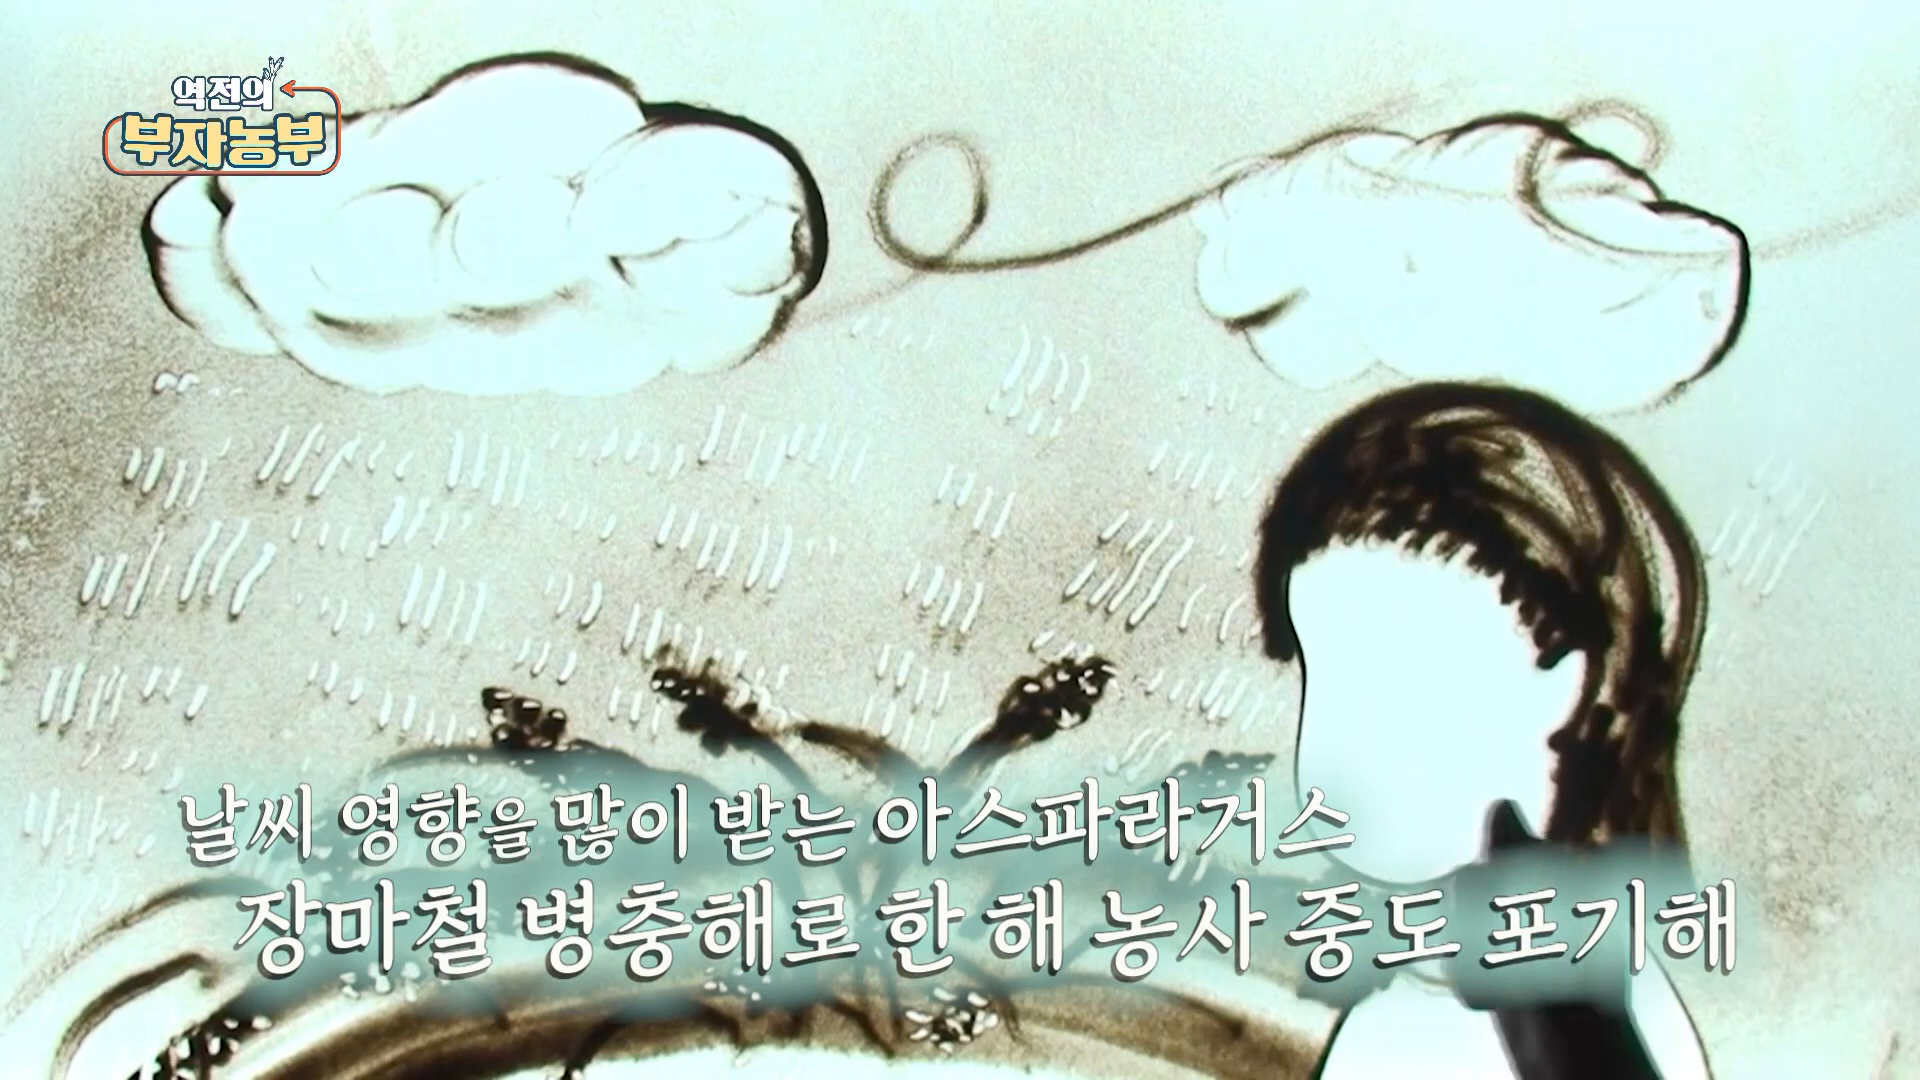 역전의
부자농부
날씨 영향을 많이 받는 아스파라거스
장마철 병충해로 한 해 농사 중도 포기해